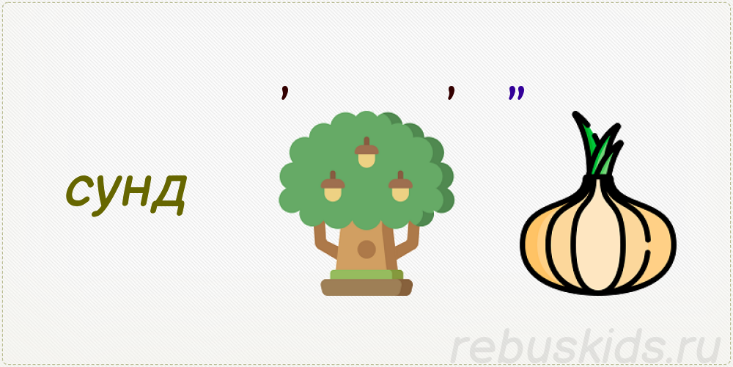 , , ,,
сунд
rebuskids.ru